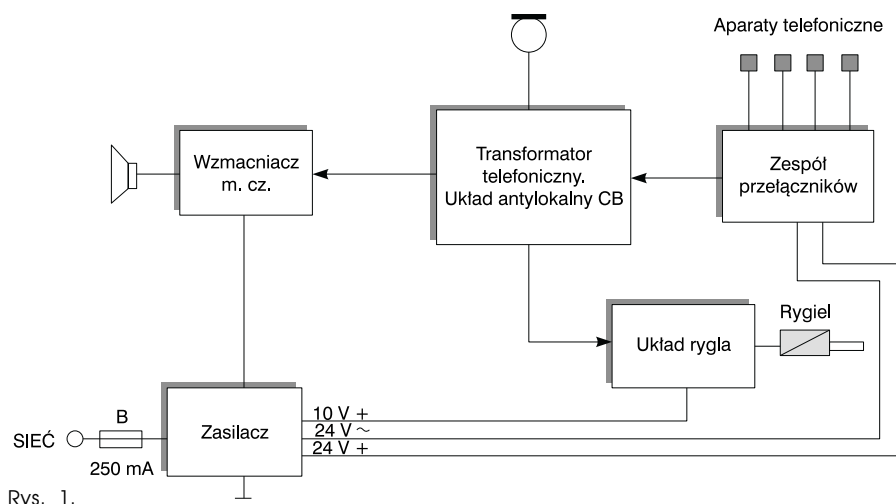 Aparaty telefoniczne
Wzmacniacz
m. cz.
Transformator
telefoniczny.
Układ antylokalny CB
Zespół
przełączników
Rygiel
Układ rygla
B
SIEĆ
250 mA
Zasilacz
10 V +
24 V ~
24 V +
Rys. 1.